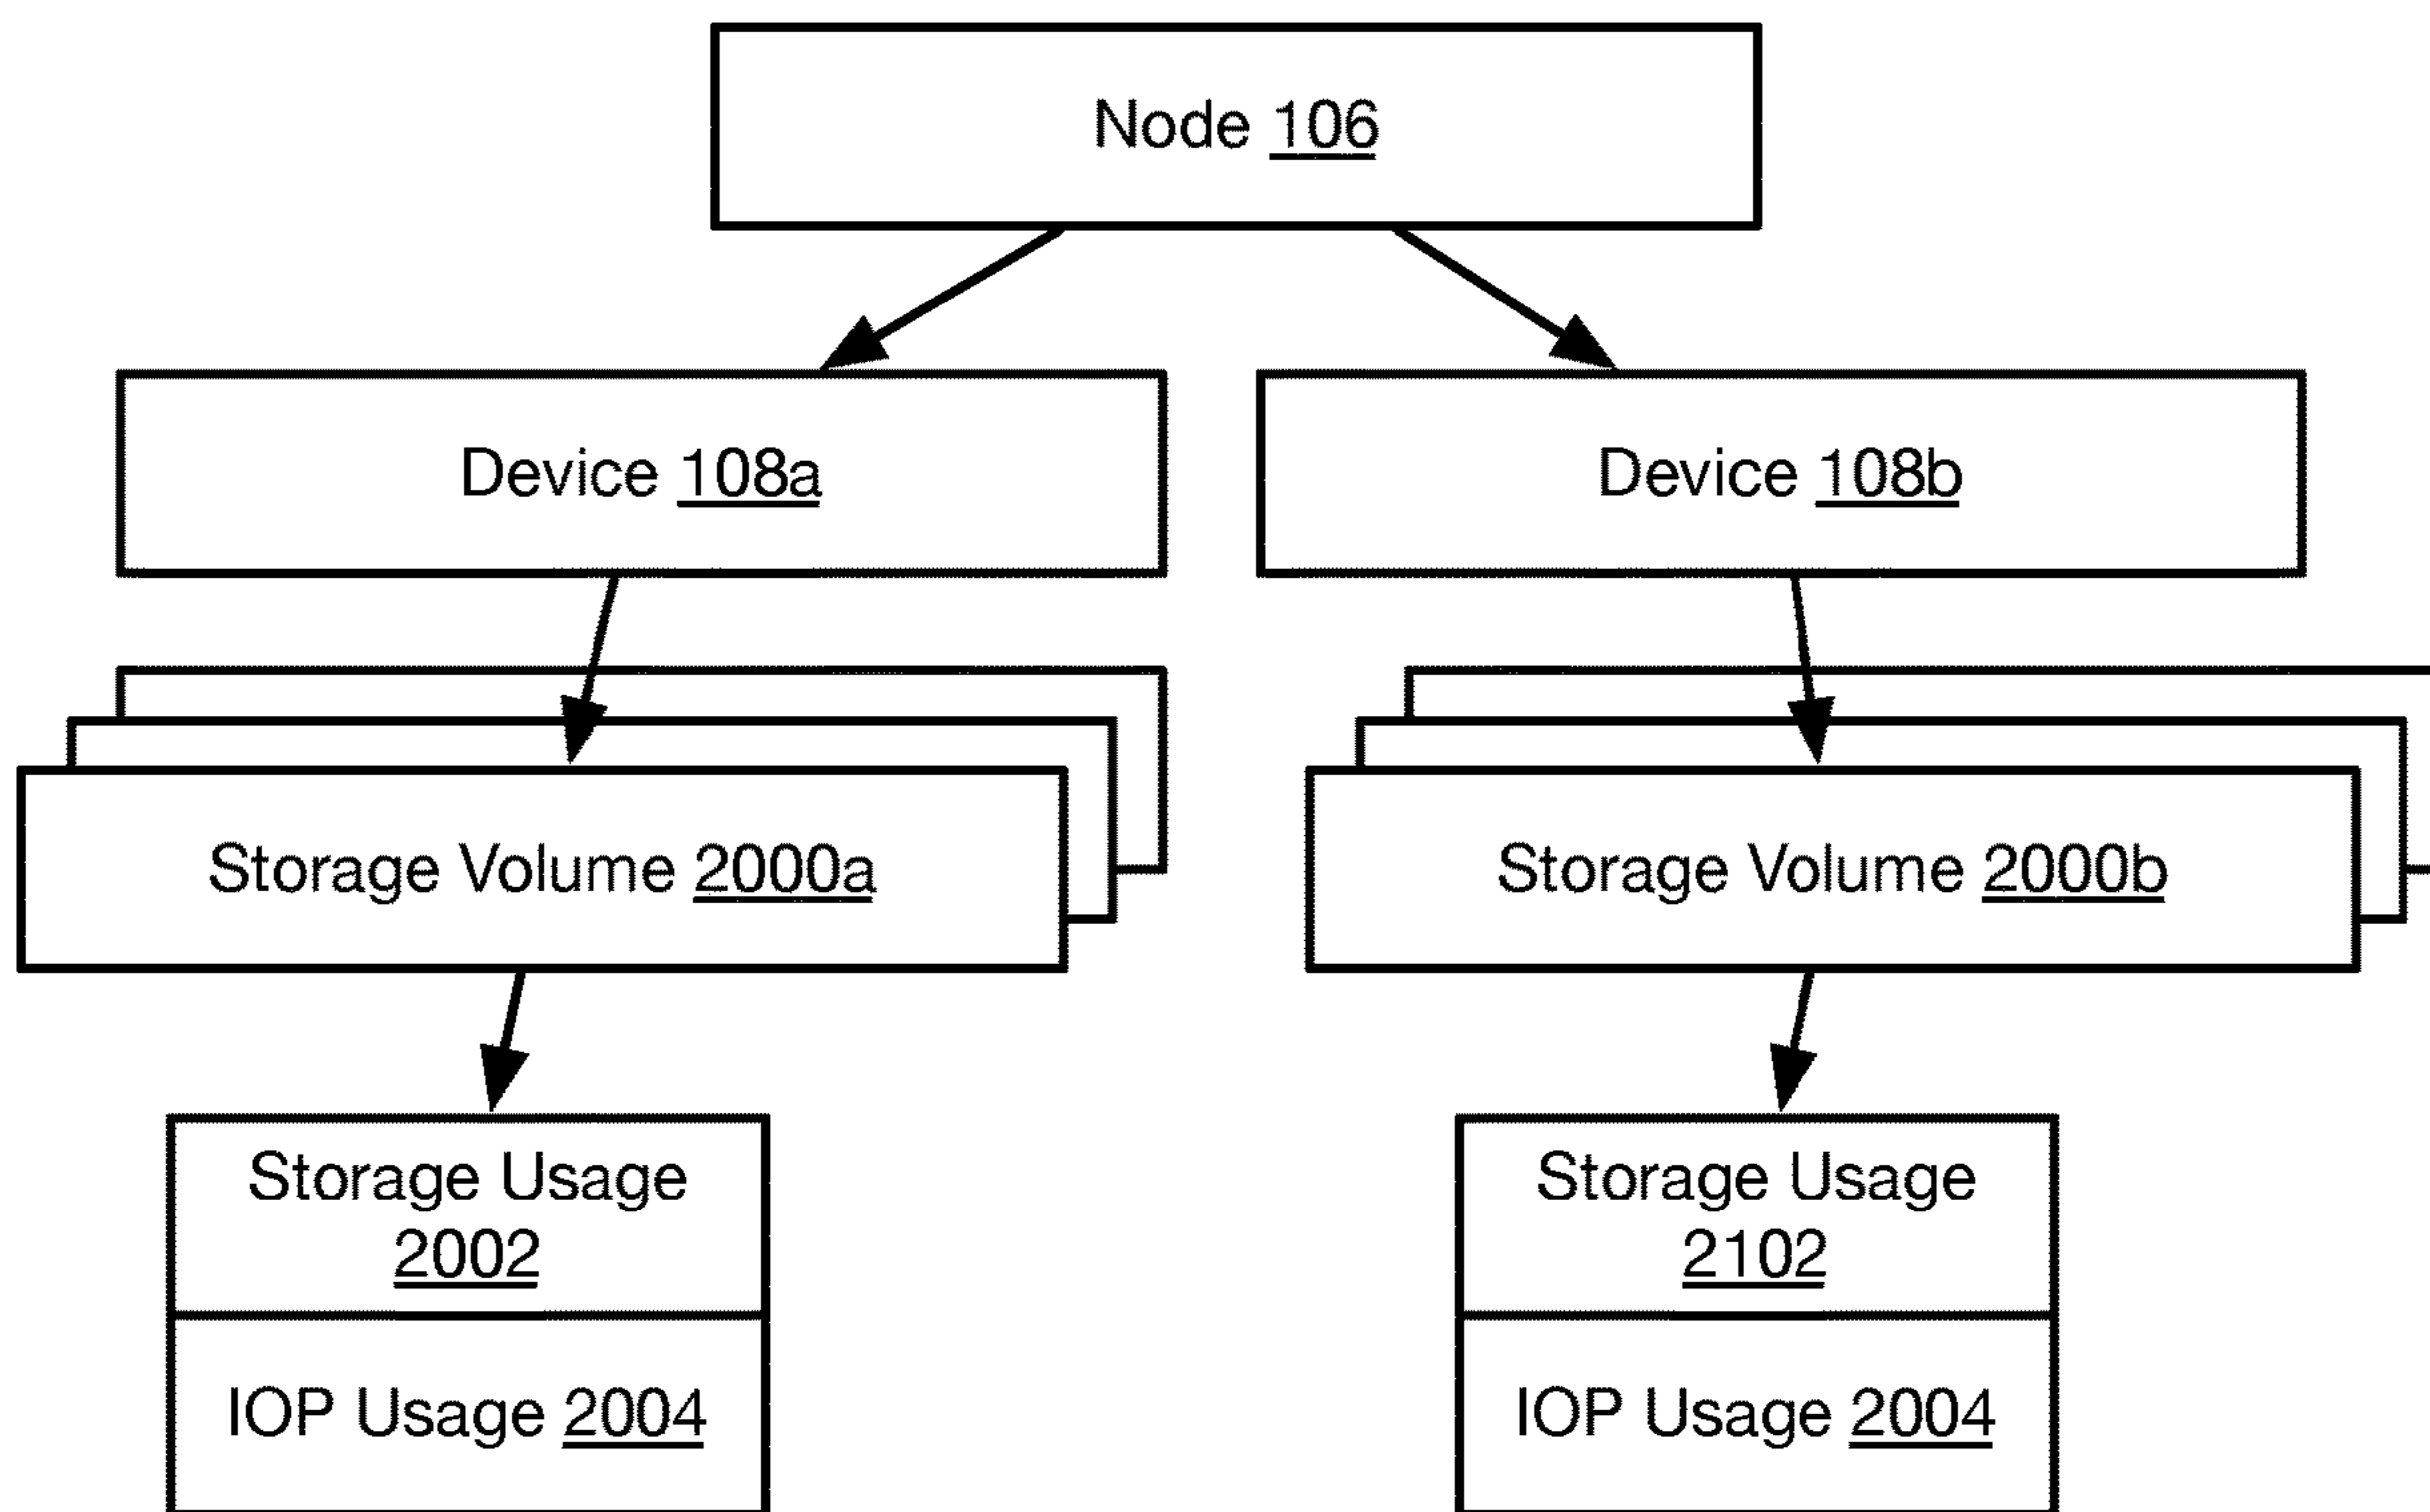 Node 106
Device 108a
Device 108b
Storage Volume 2000a
Storage Volume 2000b
Storage Usage
2002
IOP Usage 2004
Storage Usage
2102
IOP Usage 2004